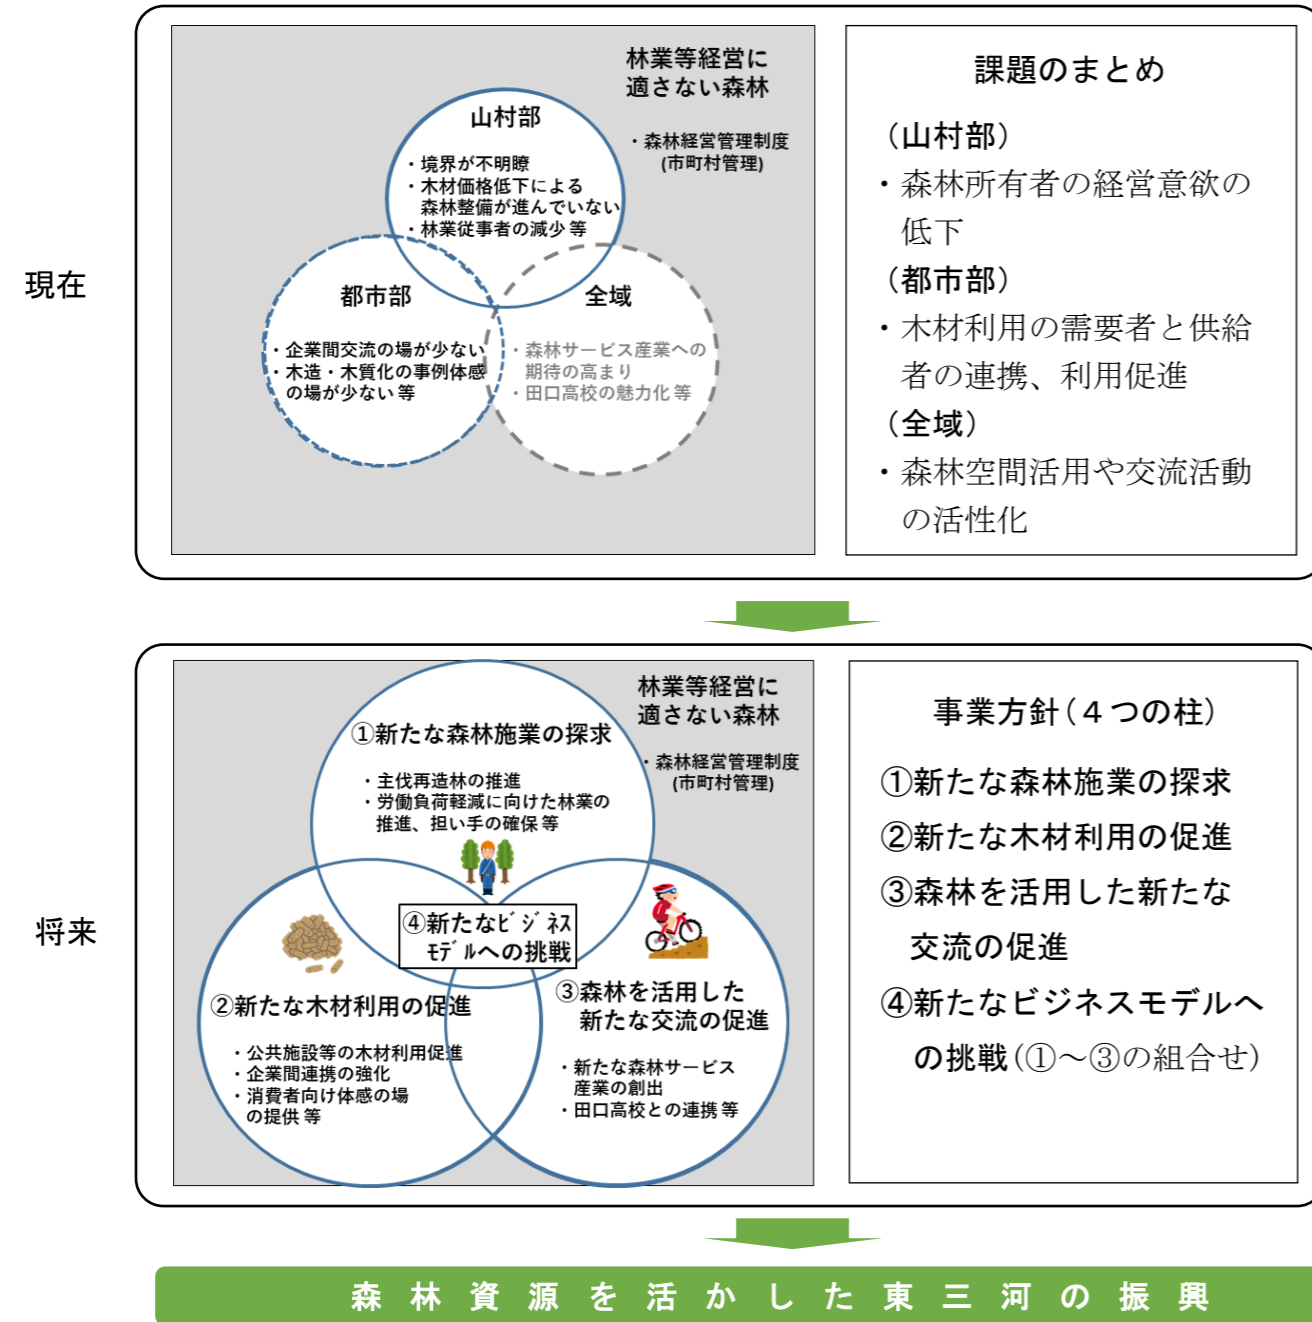 現在
林業等経営に
適さない森林
・森林経営管理制度
(市町村管理)
山村部
・境界が不明瞭
・木材価格低下による
森林整備が進んでいない
・林業従事者の減少 等
都市部
・企業間交流の場が少ない
・木造・木質化の事例体感
の場が少ない 等
全域
・森林サービス産業への
期待の高まり
・田口高校の魅力化 等
課題のまとめ
（山村部）
・森林所有者の経営意欲の
低下
（都市部）
・木材利用の需要者と供給
者の連携、利用促進
（全域）
・森林空間活用や交流活動
の活性化
将来
林業等経営に
適さない森林
・森林経営管理制度
(市町村管理)
①新たな森林施業の探求
・主伐再造林の推進
・労働負荷軽減に向けた林業の
推進、担い手の確保 等
④新たなﾋﾞｼﾞﾈｽ
ﾓﾃﾞﾙへの挑戦
②新たな木材利用の促進
・公共施設等の木材利用促進
・企業間連携の強化
・消費者向け体感の場
の提供 等
③森林を活用した
新たな交流の促進
・新たな森林サービス
産業の創出
・田口高校との連携 等
事業方針（４つの柱）
①新たな森林施業の探求
②新たな木材利用の促進
③森林を活用した新たな
交流の促進
④新たなビジネスモデルへ
の挑戦（①～③の組合せ）
森林資源を活かした東三河の振興